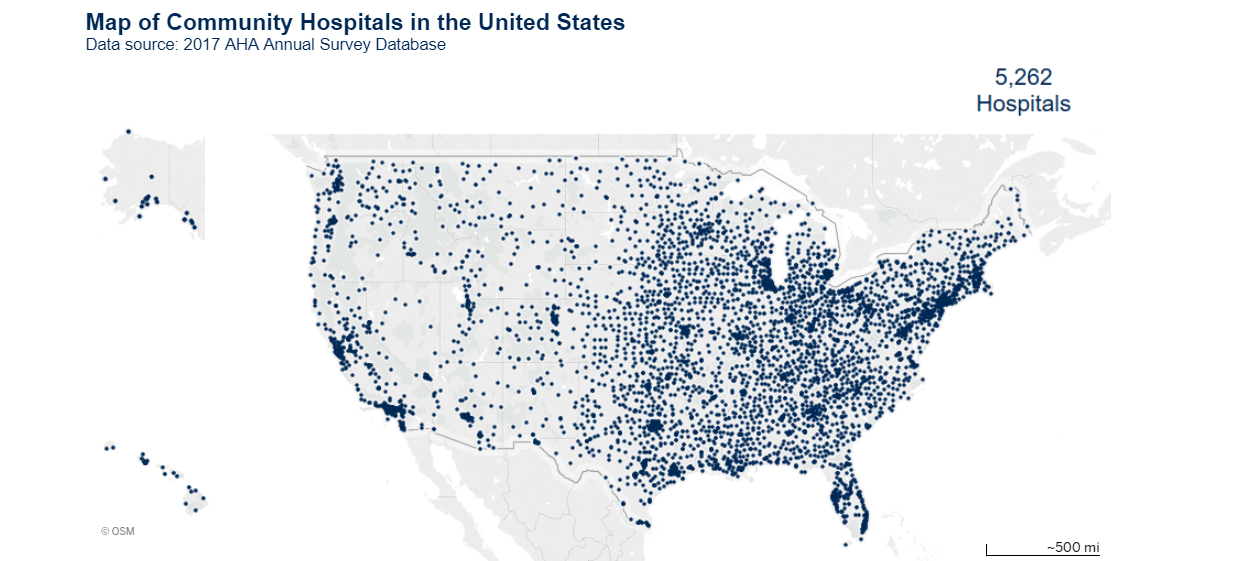 Map of Community Hospitals in the United States
Data source: 2017 AHA Annual Survey Database
5,262
Hospitals
© OSM
~500 mi